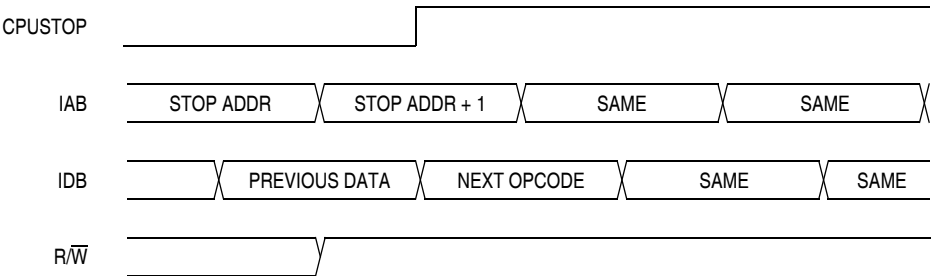 CPUSTOP
IAB STOP ADDR STOP ADDR + 1 SAME SAME
IDB PREVIOUS DATA NEXT OPCODE SAME SAME
R/W̅